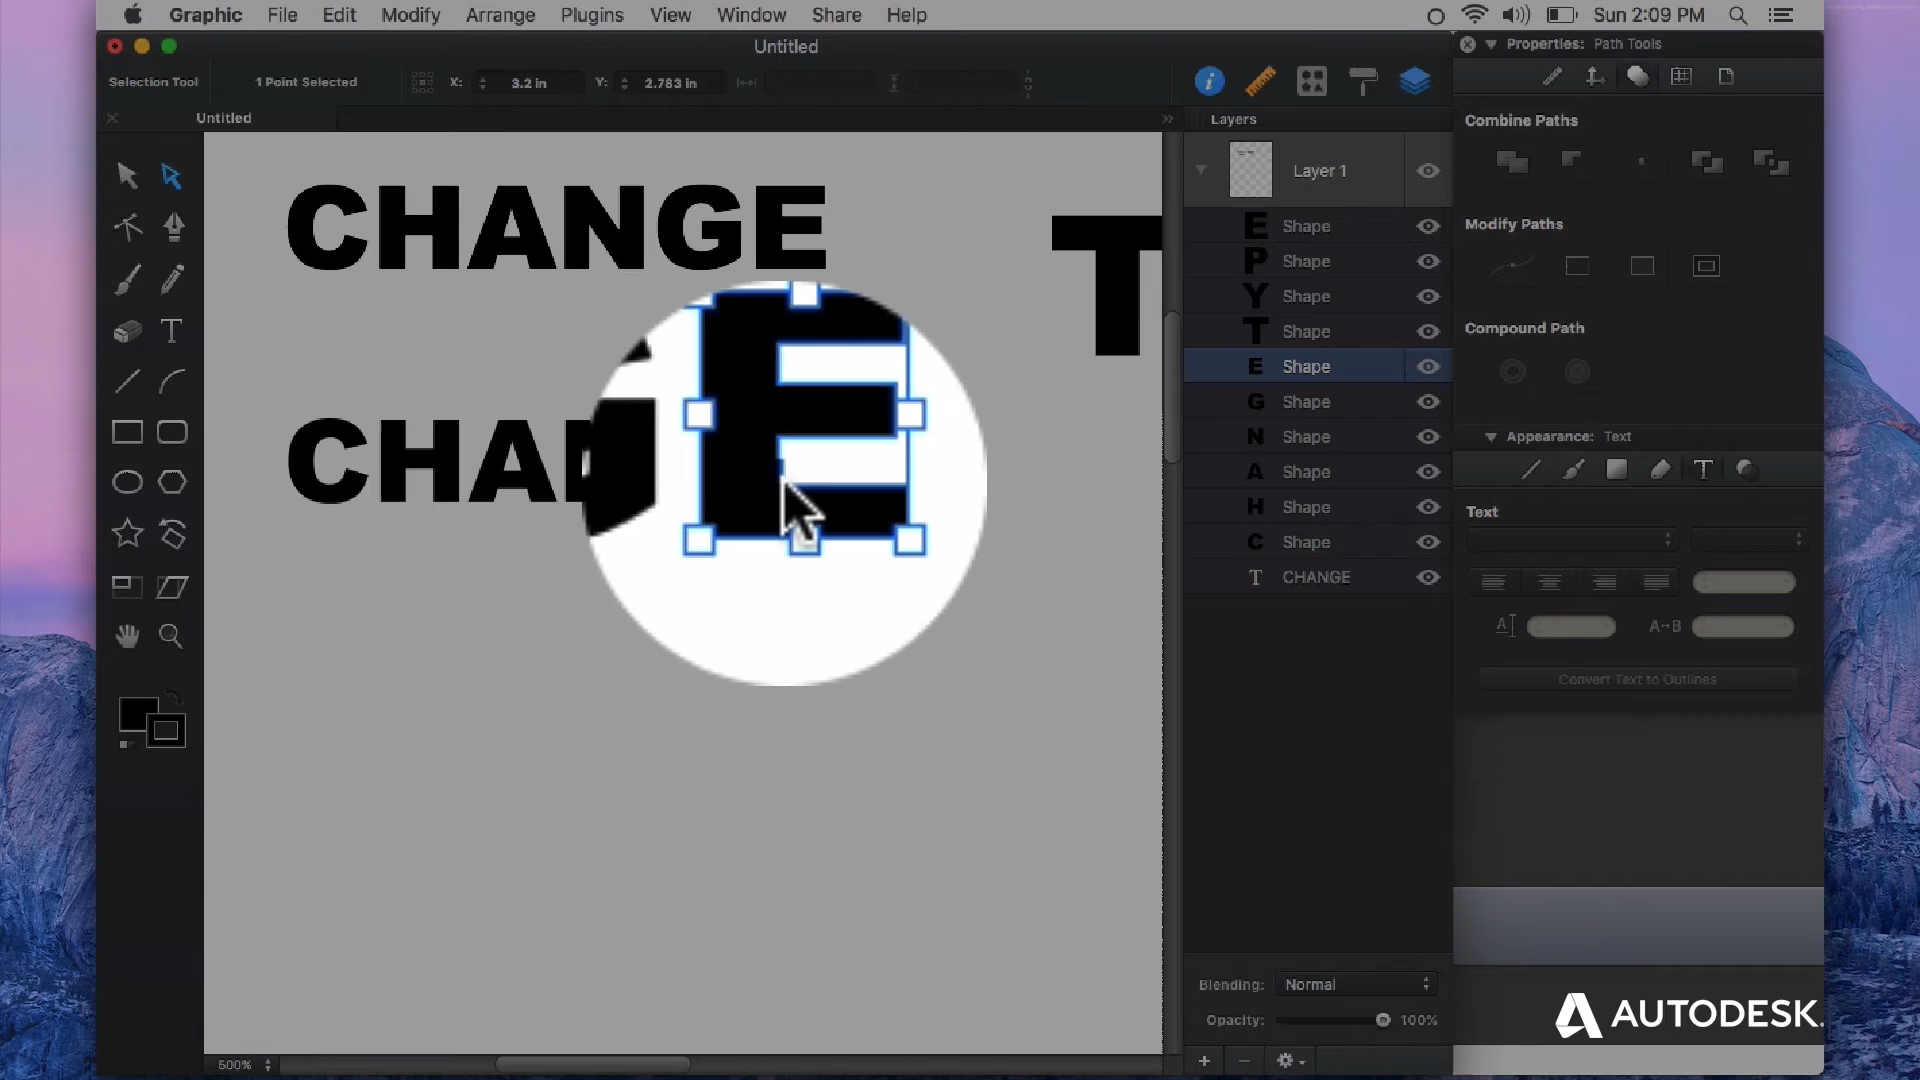 Graphic File Edit Modify Arrange Plugins View Window Share Help Sun 2:09 PM
Untitled
Properties: Path Tools
Selection Tool 1 Point Selected X: 3.2 in Y: 2.783 in
Untitled
Layers
Combine Paths
Layer 1
E Shape
P Shape
Y Shape
T Shape
E Shape
G Shape
N Shape
A Shape
H Shape
C Shape
T CHANGE
Modify Paths
Compound Path
Appearance: Text
Text
A B
Convert Text to Outlines
CHANGE
T
CHAN
E
Blending: Normal
Opacity: 100%
500%
AUTODESK.